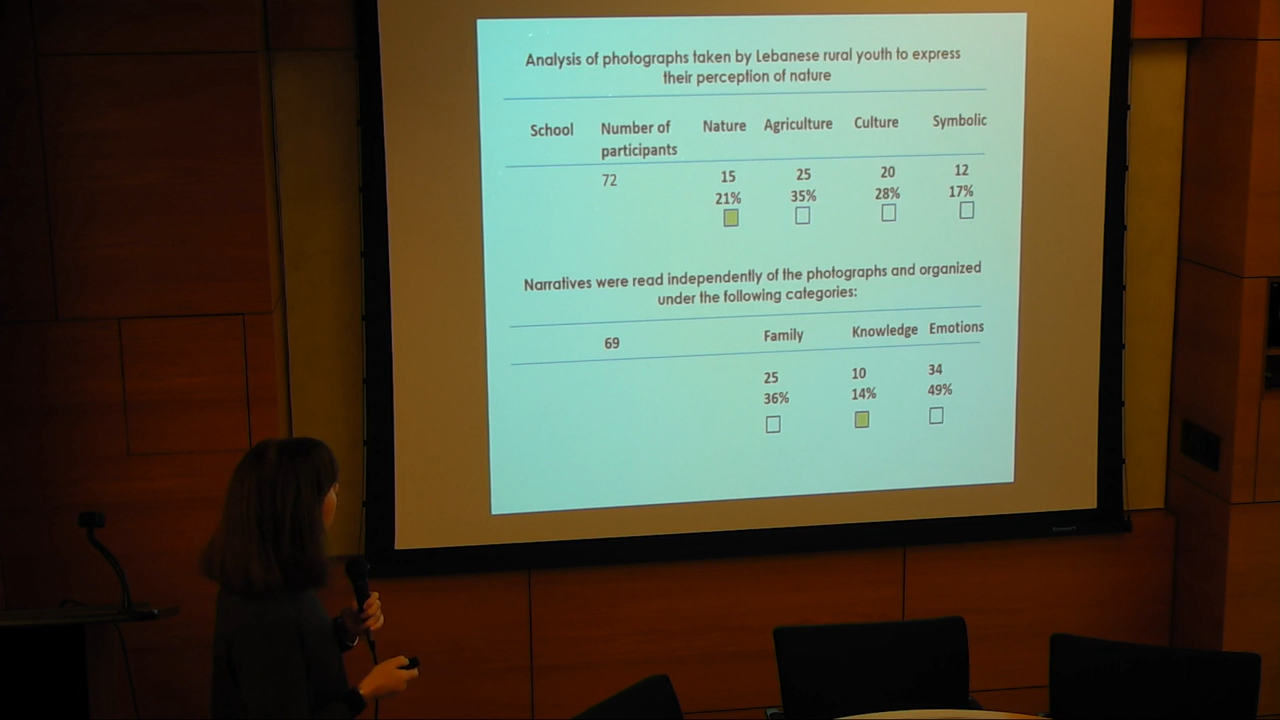 Analysis of photographs taken by Lebanese rural youth to express
their perception of nature
School Number of participants Nature Agriculture Culture Symbolic
72 15 25 20 12
21% 35% 28% 17%
Narratives were read independently of the photographs and organized
under the following categories:
69 Family Knowledge Emotions
25 10 34
36% 14% 49%